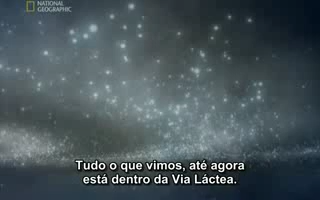 NATIONAL
GEOGRAPHIC
Tudo o que vimos, até agora
está dentro da Via Láctea.